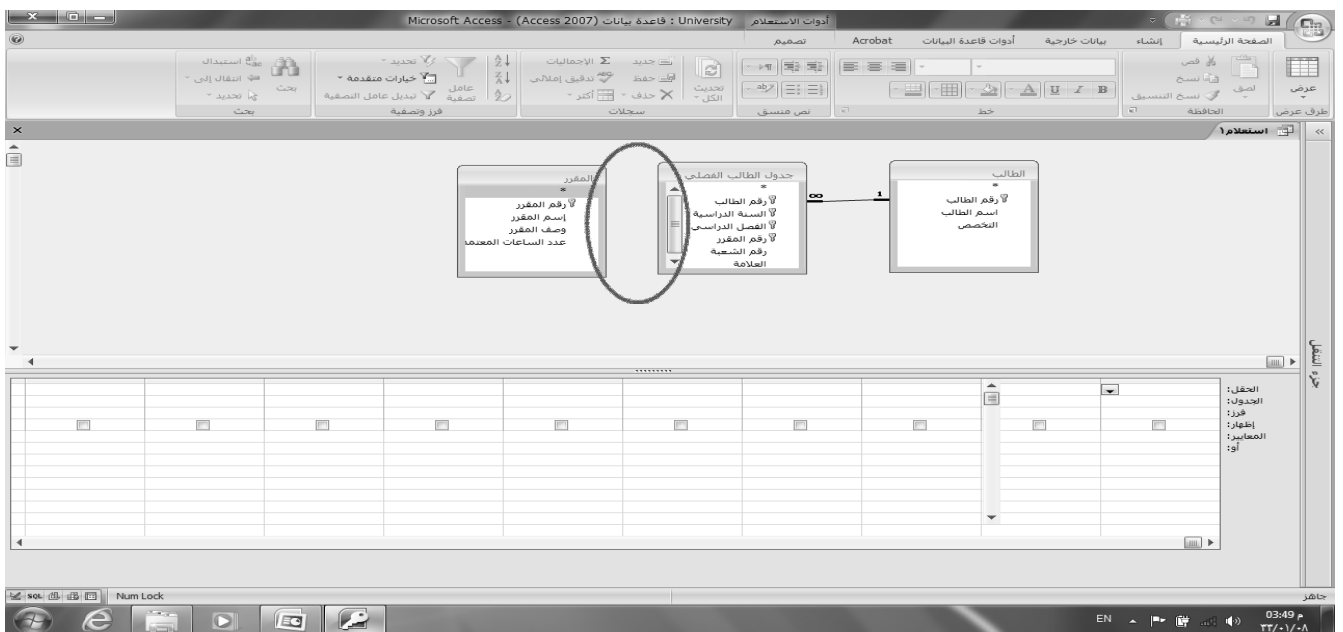 أدوات الاستعلام University : قاعدة بيانات (Access 2007) - Microsoft Access
الصفحة الرئيسية إنشاء بيانات خارجية أدوات قاعدة البيانات Acrobat تصميم
عرض
طرق عرض
لصق
قص
نسخ
نسخ التنسيق
الحافظة
B I U A
خط
نص منسق
تحديث الكل
جديد
حفظ
حذف
الإجماليات
تدقيق إملائي
أكثر
سجلات
عامل تصفية
تحديد
خيارات متقدمة
تبديل عامل التصفية
فرز وتصفية
بحث
استبدال
انتقال إلى
تحديد
بحث
استعلام١
جزء التنقل
الطالب
*
رقم الطالب
اسم الطالب
التخصص
1 ∞
جدول الطالب الفصلي
*
رقم الطالب
السنة الدراسية
الفصل الدراسي
رقم المقرر
رقم الشعبة
العلامة
المقرر
*
رقم المقرر
إسم المقرر
وصف المقرر
عدد الساعات المعتمد
الحقل:
الجدول:
فرز:
إظهار:
المعايير:
أو:
جاهز
Num Lock
SQL
EN
03:49 م
٣٣/٠١/٠٨